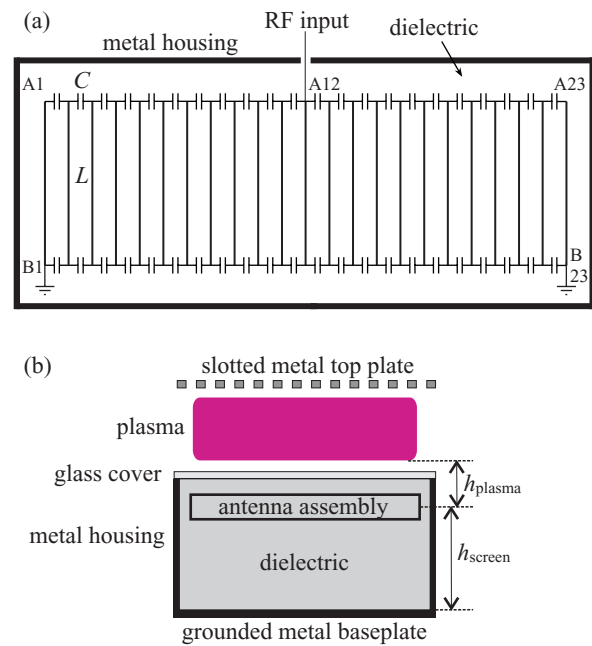 (a)
RF input
metal housing
dielectric
A1
C
A12
A23
L
B1
B
23
(b)
slotted metal top plate
plasma
glass cover
hplasma
antenna assembly
metal housing
hscreen
dielectric
grounded metal baseplate